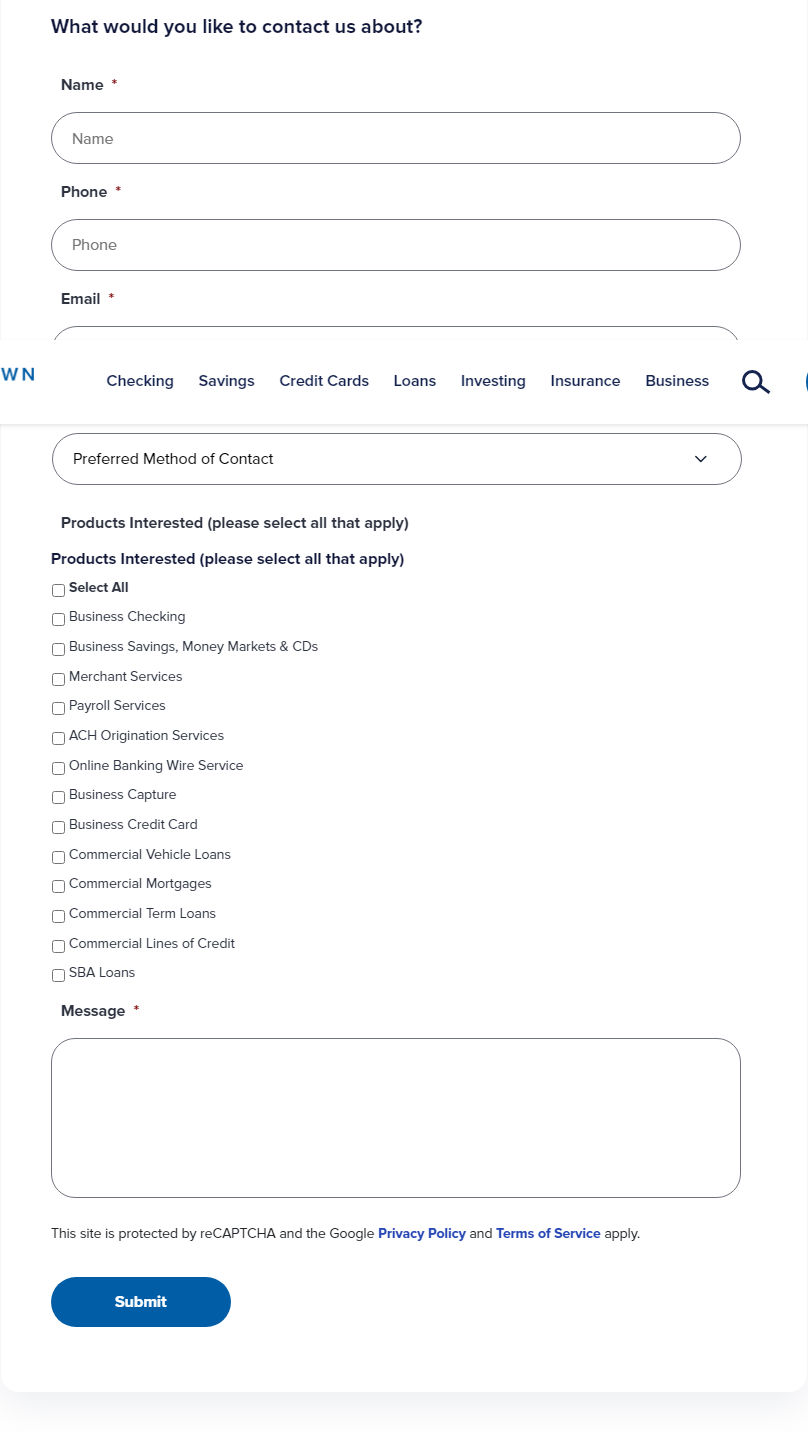 What would you like to contact us about?
Name *
Name
Phone *
Phone
Email *
WN
Checking Savings Credit Cards Loans Investing Insurance Business
Preferred Method of Contact
Products Interested (please select all that apply)
Products Interested (please select all that apply)
Select All
Business Checking
Business Savings, Money Markets & CDs
Merchant Services
Payroll Services
ACH Origination Services
Online Banking Wire Service
Business Capture
Business Credit Card
Commercial Vehicle Loans
Commercial Mortgages
Commercial Term Loans
Commercial Lines of Credit
SBA Loans
Message *
This site is protected by reCAPTCHA and the Google Privacy Policy and Terms of Service apply.
Submit